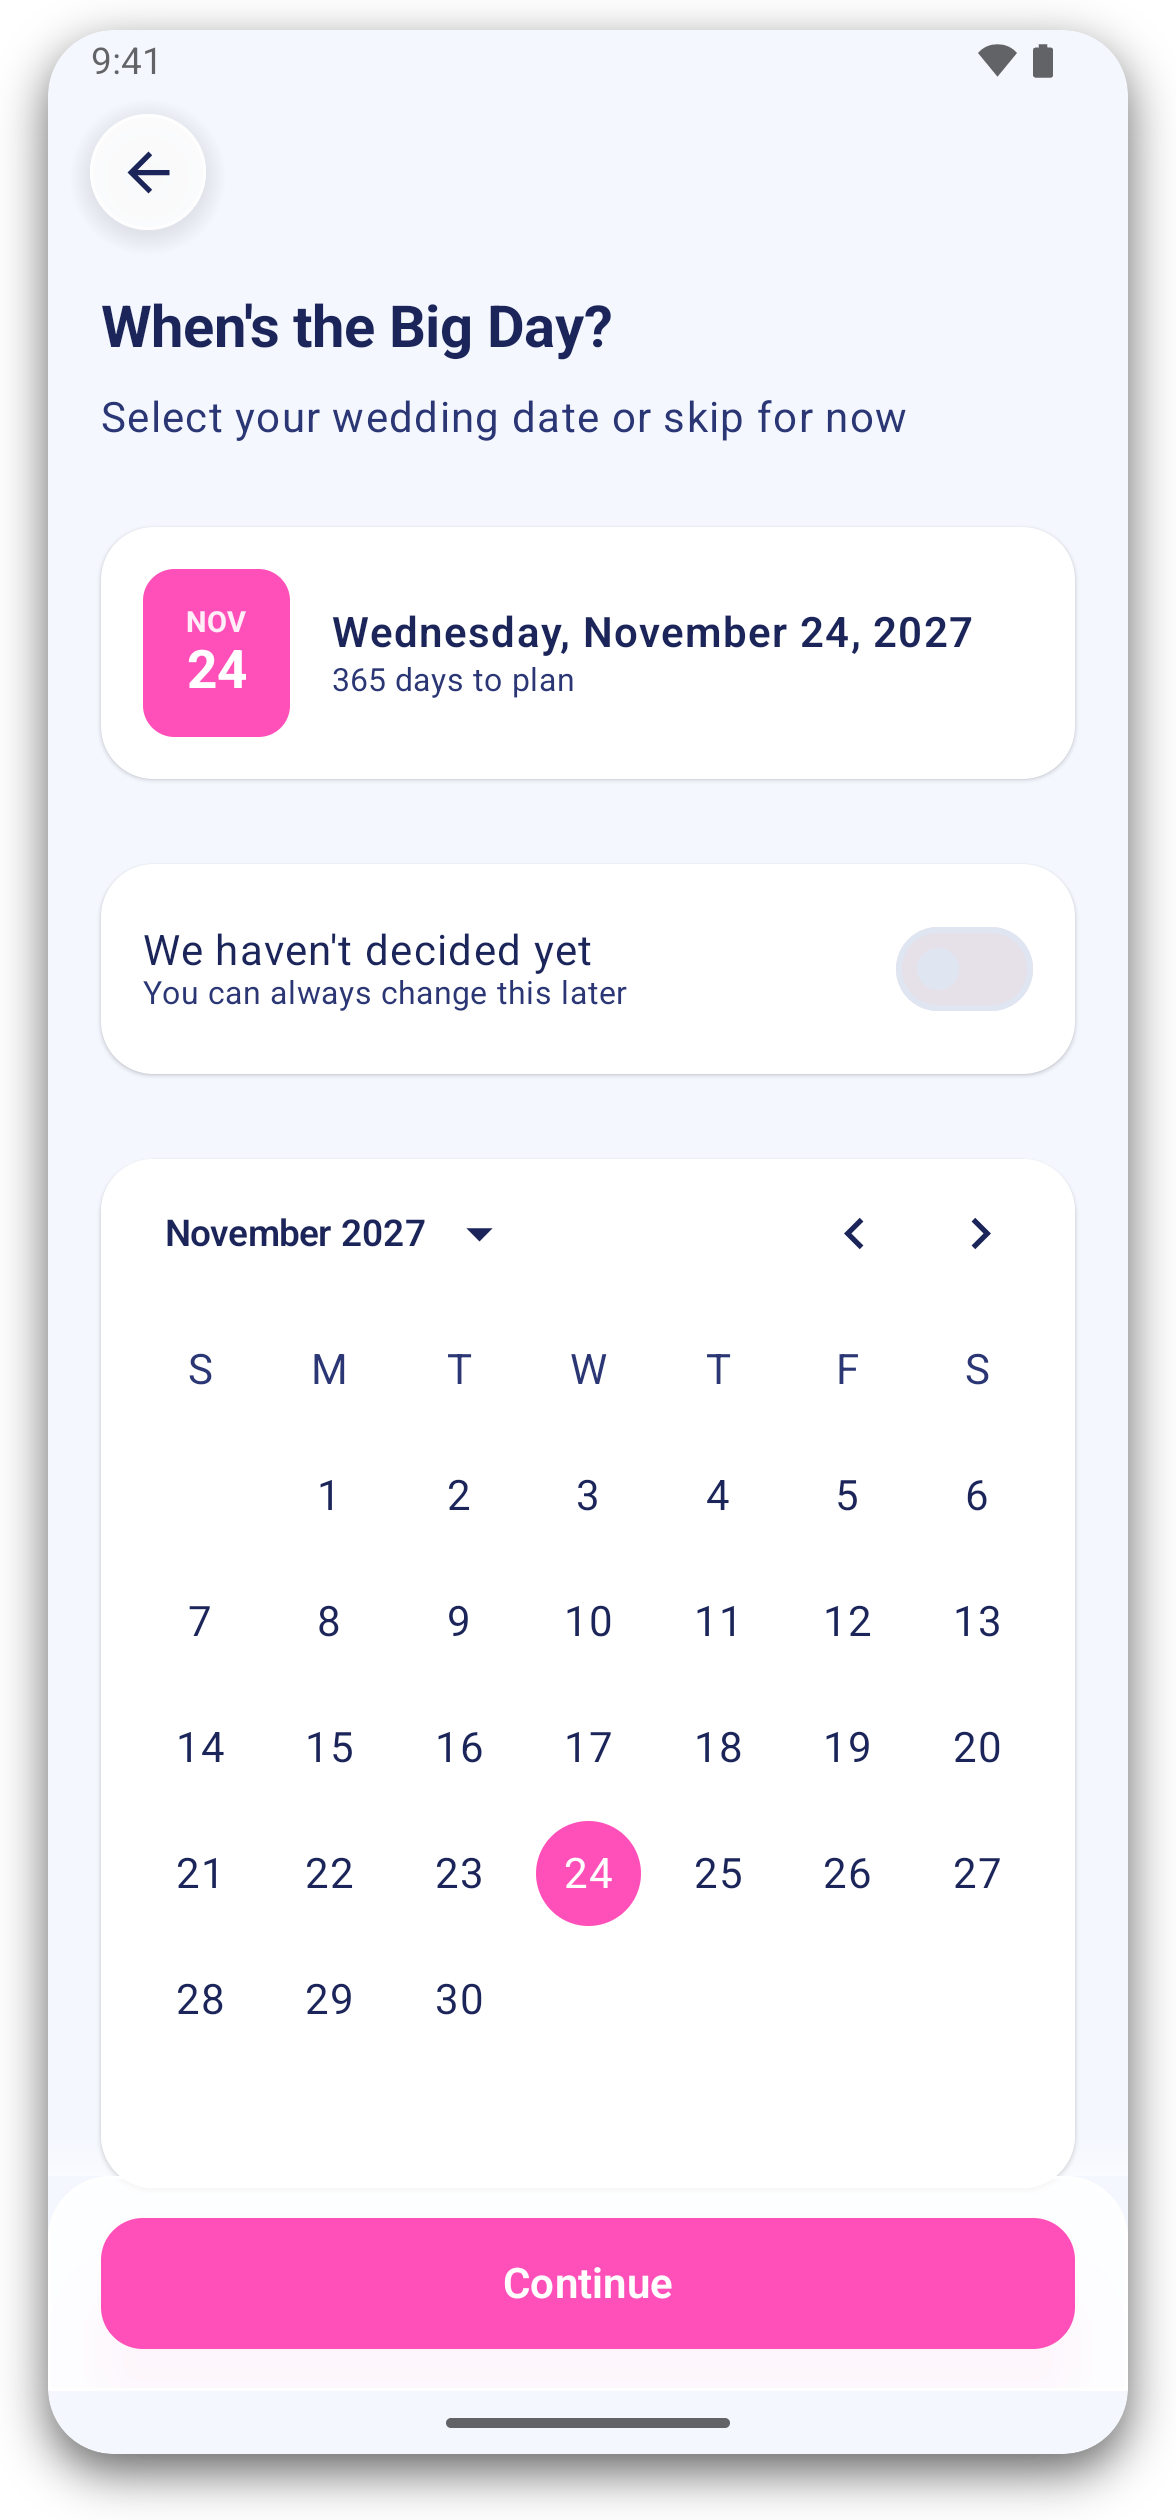 9:41
When's the Big Day?
Select your wedding date or skip for now
NOV
24
Wednesday, November 24, 2027
365 days to plan
We haven't decided yet
You can always change this later
November 2027
S M T W T F S
1 2 3 4 5 6
7 8 9 10 11 12 13
14 15 16 17 18 19 20
21 22 23 24 25 26 27
28 29 30
Continue